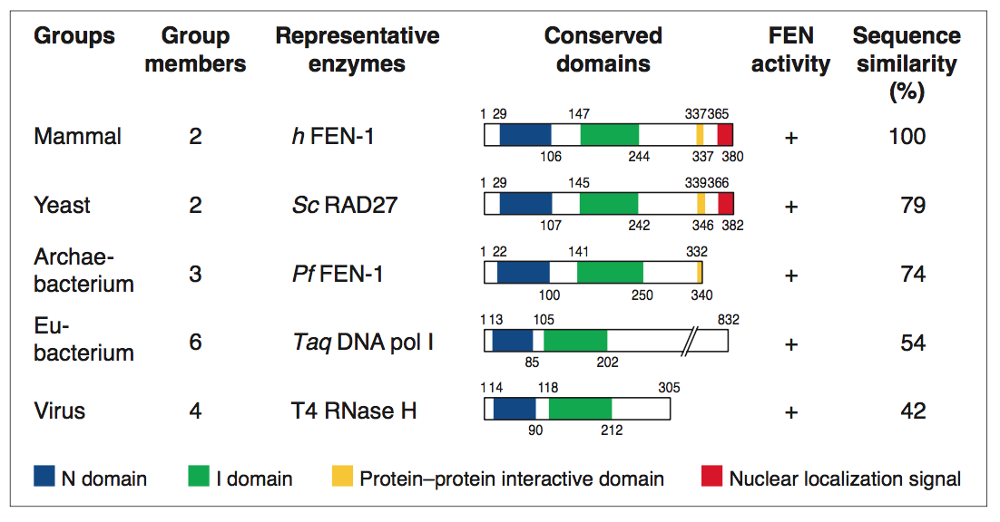 Groups Group members Representative enzymes Conserved domains FEN activity Sequence similarity (%)
1 29 147 337 365
Mammal 2 h FEN-1 + 100
106 244 337 380
1 29 145 339 366
Yeast 2 Sc RAD27 + 79
107 242 346 382
1 22 141 332
Archae-
bacterium 3 Pf FEN-1 + 74
100 250 340
1 13 105 832
Eu-
bacterium 6 Taq DNA pol I + 54
85 202
1 14 118 305
Virus 4 T4 RNase H + 42
90 212
N domain I domain Protein–protein interactive domain Nuclear localization signal